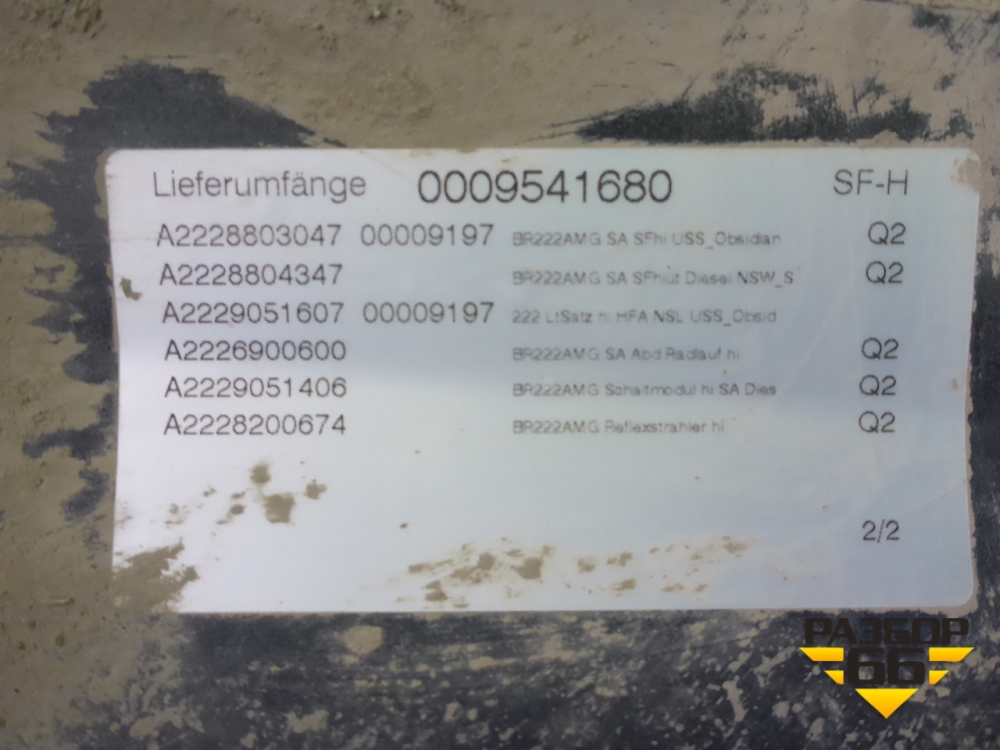 Lieferumfänge 0009541680 SF-H
A2228803047 00009197 BR222AMG SA SFhi USS_Obsidian Q2
A2228804347 BR222AMG SA SFhiut Diesel NSW_S Q2
A2229051607 00009197 222 LtSatz hi HFA NSL USS_Obsid
A2226900600 BR222AMG SA Abd Radlauf hi Q2
A2229051406 BR222AMG Schaltmodul hi SA Dies Q2
A2228200674 BR222AMG Reflexstrahler hi Q2
2/2
РАЗБОР
66